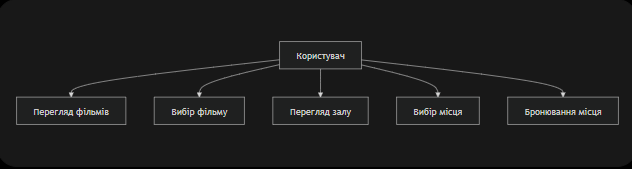 Користувач
Перегляд фільмів
Вибір фільму
Перегляд залу
Вибір місця
Бронювання місця